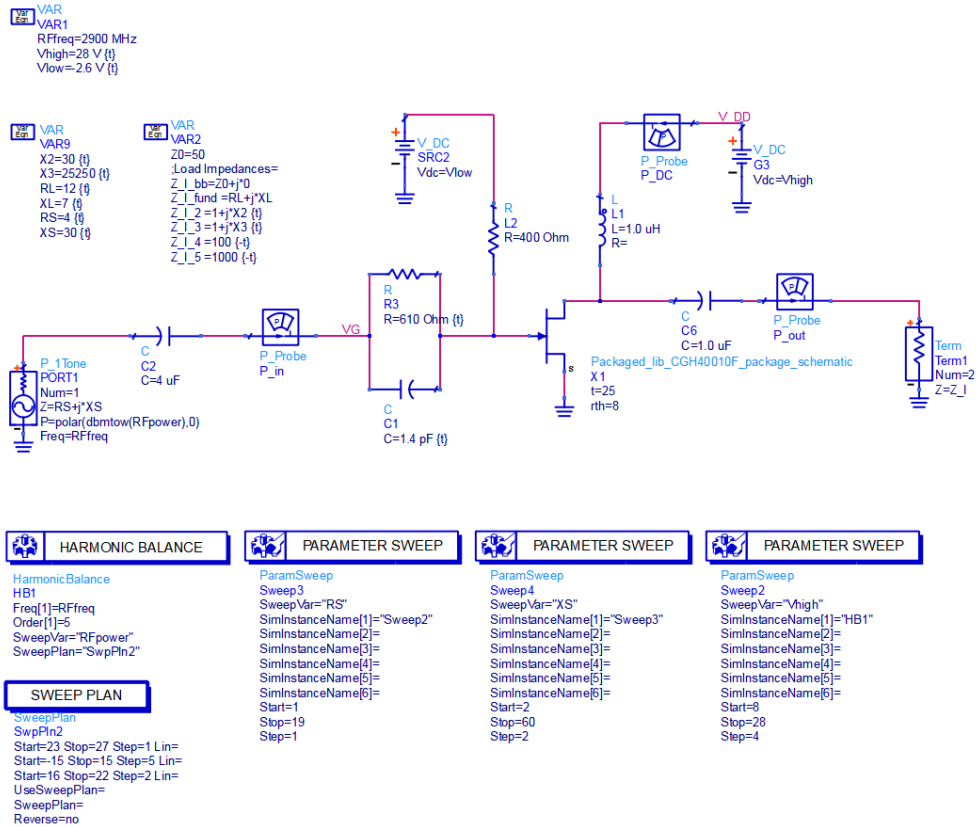 Var
Eqn
VAR
VAR1
RFfreq=2900 MHz
Vhigh=28 V {t}
Vlow=-2.6 V {t}
Var
Eqn
VAR
VAR9
X2=30 {t}
X3=25250 {t}
RL=12 {t}
XL=7 {t}
RS=4 {t}
XS=30 {t}
Var
Eqn
VAR
VAR2
Z0=50
;Load Impedances=
Z_l_bb=Z0+j*0
Z_l_fund =RL+j*XL
Z_l_2 =1+j*X2 {t}
Z_l_3 =1+j*X3 {t}
Z_l_4 =100 {-t}
Z_l_5 =1000 {-t}
+
V_DC
SRC2
Vdc=Vlow
-
R
L2
R=400 Ohm
L
L1
L=1.0 uH
R=
P
P_Probe
P_DC
V_DD
+
V_DC
G3
Vdc=Vhigh
-
R
R3
R=610 Ohm {t}
VG
C
C1
C=1.4 pF {t}
P
P_Probe
P_in
C
C2
C=4 uF
+
P_1Tone
PORT1
Num=1
Z=RS+j*XS
P=polar(dbmtow(RFpower),0)
Freq=RFfreq
-
s
Packaged_lib_CGH40010F_package_schematic
X1
t=25
rth=8
C
C6
C=1.0 uF
P
P_Probe
P_out
+
Term
Term1
Num=2
Z=Z_l
-
HARMONIC BALANCE
HarmonicBalance
HB1
Freq[1]=RFfreq
Order[1]=5
SweepVar="RFpower"
SweepPlan="SwpPln2"
SWEEP PLAN
SweepPlan
SwpPln2
Start=23 Stop=27 Step=1 Lin=
Start=-15 Stop=15 Step=5 Lin=
Start=16 Stop=22 Step=2 Lin=
UseSweepPlan=
SweepPlan=
Reverse=no
PARAMETER SWEEP
ParamSweep
Sweep3
SweepVar="RS"
SimInstanceName[1]="Sweep2"
SimInstanceName[2]=
SimInstanceName[3]=
SimInstanceName[4]=
SimInstanceName[5]=
SimInstanceName[6]=
Start=1
Stop=19
Step=1
PARAMETER SWEEP
ParamSweep
Sweep4
SweepVar="XS"
SimInstanceName[1]="Sweep3"
SimInstanceName[2]=
SimInstanceName[3]=
SimInstanceName[4]=
SimInstanceName[5]=
SimInstanceName[6]=
Start=2
Stop=60
Step=2
PARAMETER SWEEP
ParamSweep
Sweep2
SweepVar="Vhigh"
SimInstanceName[1]="HB1"
SimInstanceName[2]=
SimInstanceName[3]=
SimInstanceName[4]=
SimInstanceName[5]=
SimInstanceName[6]=
Start=8
Stop=28
Step=4